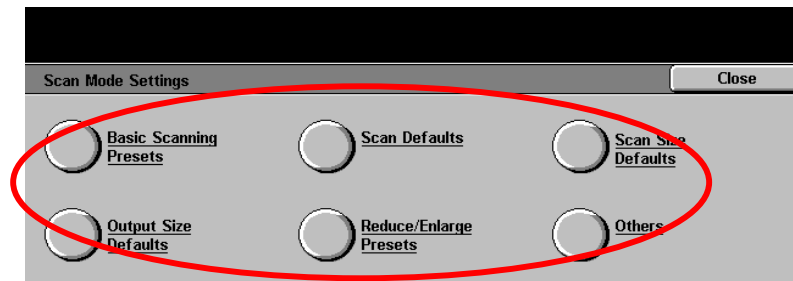 Scan Mode Settings
Close
Basic Scanning
Presets
Scan Defaults
Scan Size
Defaults
Output Size
Defaults
Reduce/Enlarge
Presets
Others